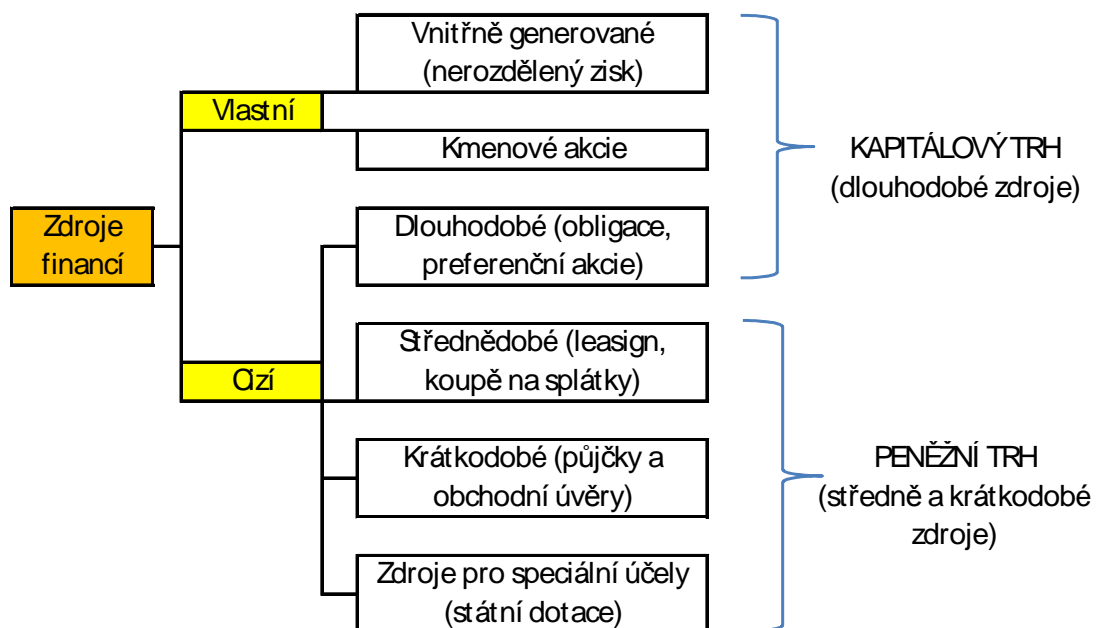 Zdroje
financí
Vlastní
Cizí
Vnitřně generované
(nerozdělený zisk)
Kmenové akcie
Dlouhodobé (obligace,
preferenční akcie)
Střednědobé (leasign,
koupě na splátky)
Krátkodobé (půjčky a
obchodní úvěry)
Zdroje pro speciální účely
(státní dotace)
KAPITÁLOVÝ TRH
(dlouhodobé zdroje)
PENĚŽNÍ TRH
(středně a krátkodobé
zdroje)